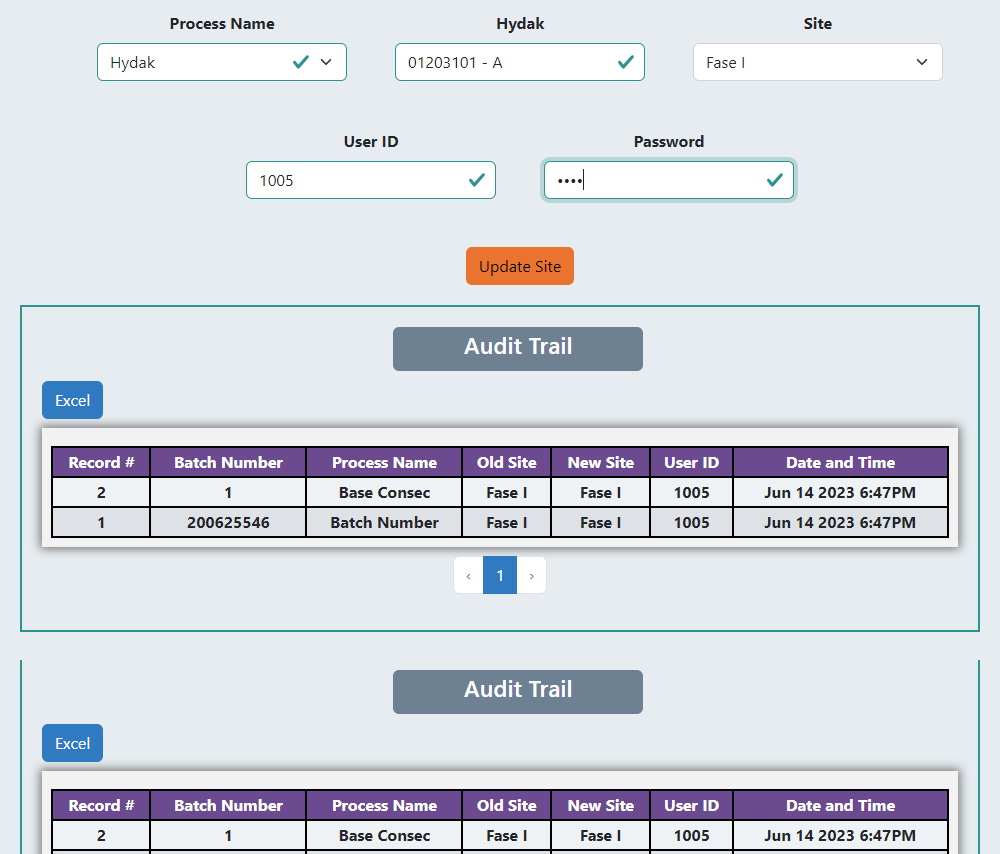 Process Name Hydak Site
Hydak 01203101 - A Fase I
User ID Password
1005 ••••
Update Site
Audit Trail
Excel
Record # Batch Number Process Name Old Site New Site User ID Date and Time
2 1 Base Consec Fase I Fase I 1005 Jun 14 2023 6:47PM
1 200625546 Batch Number Fase I Fase I 1005 Jun 14 2023 6:47PM
‹ 1 ›
Audit Trail
Excel
Record # Batch Number Process Name Old Site New Site User ID Date and Time
2 1 Base Consec Fase I Fase I 1005 Jun 14 2023 6:47PM